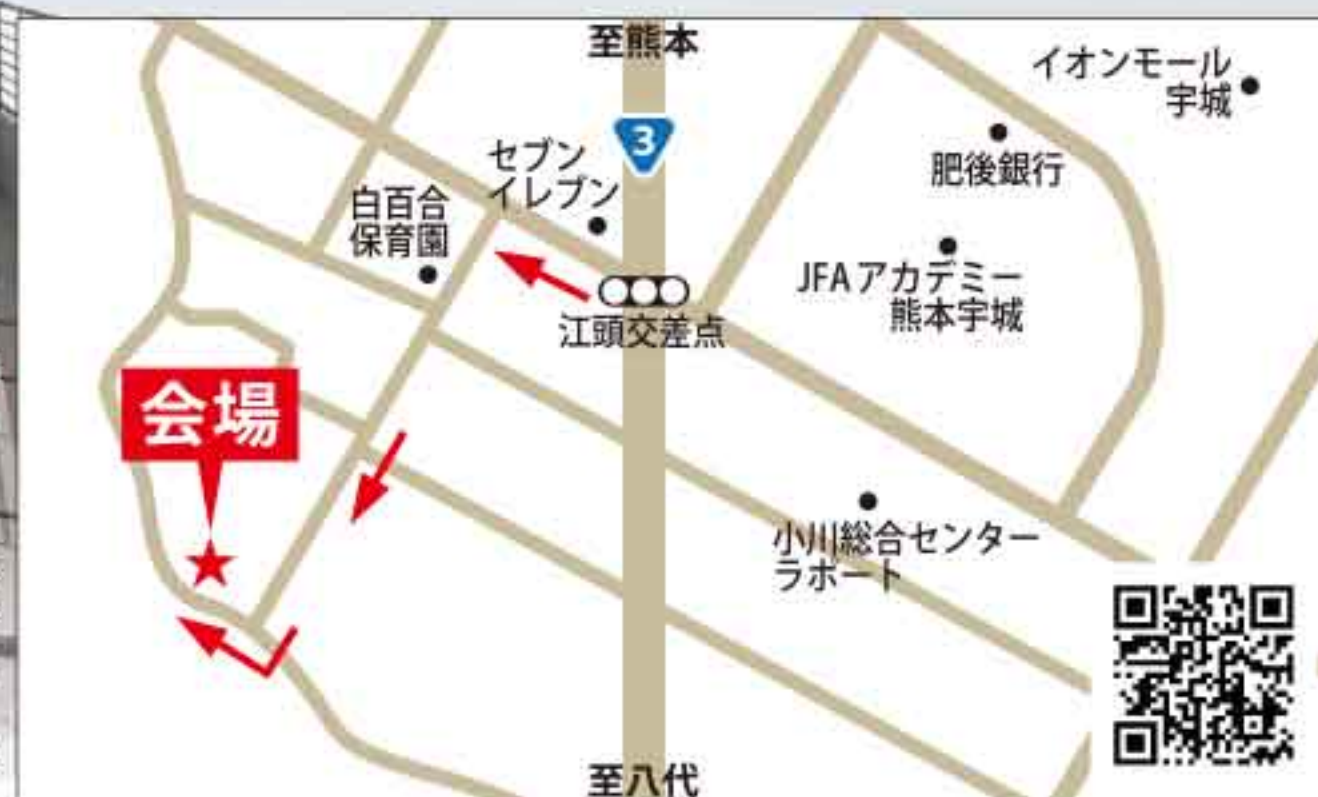 至熊本
3
イオンモール
宇城
肥後銀行
セブン
イレブン
白百合
保育園
JFAアカデミー
熊本宇城
江頭交差点
会場
小川総合センター
ラポート
至八代